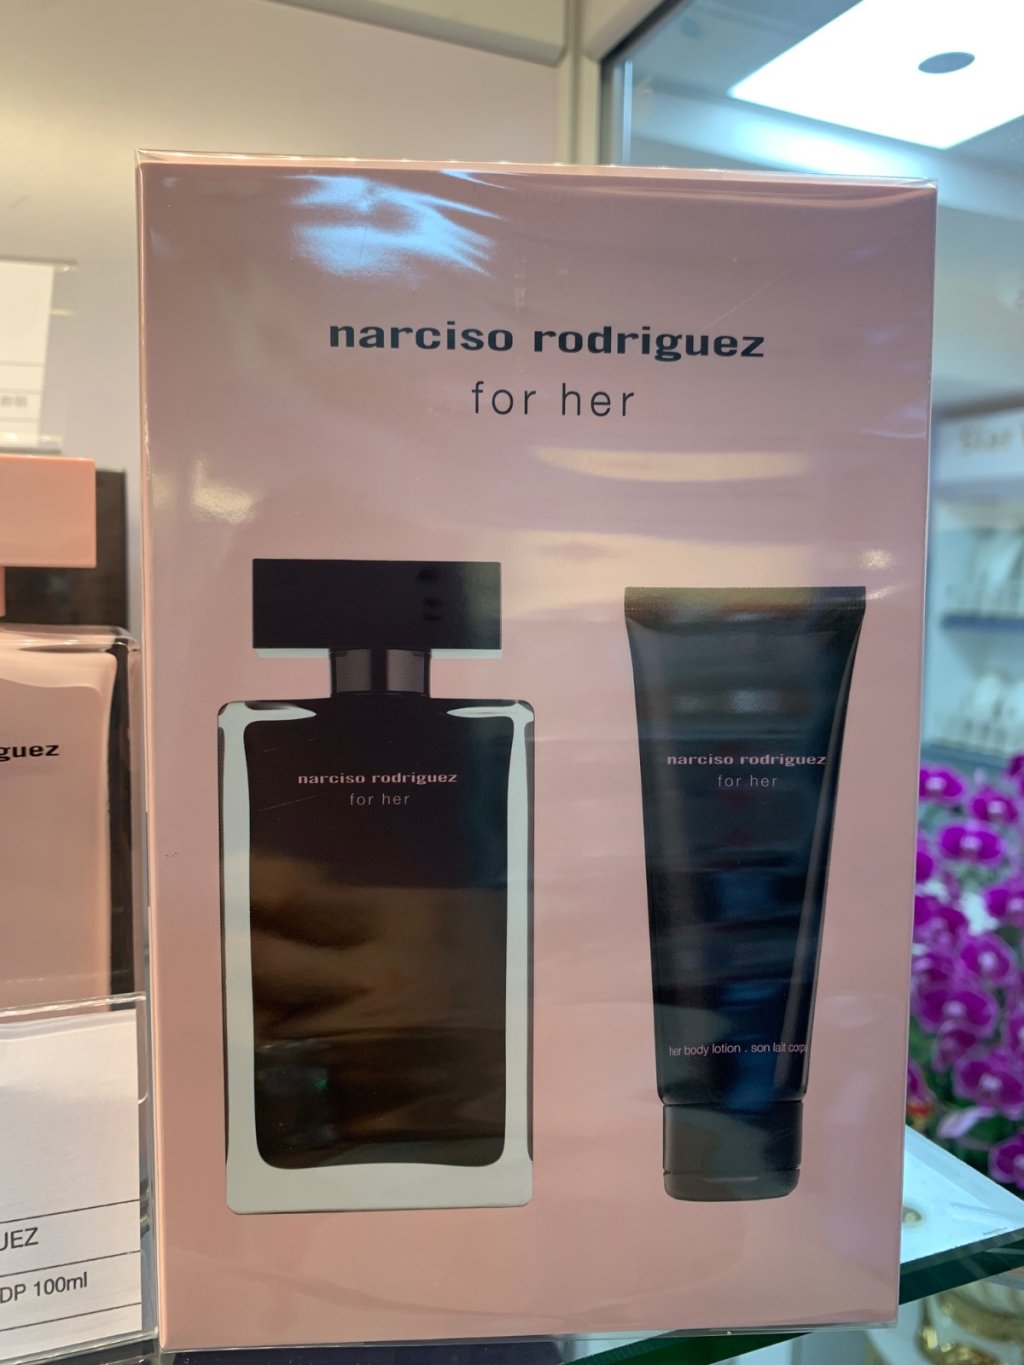 narciso rodriguez
for her
narciso rodriguez
for her
narciso rodriguez
for her
her body lotion . son lait corps
guez
UEZ
DP 100ml